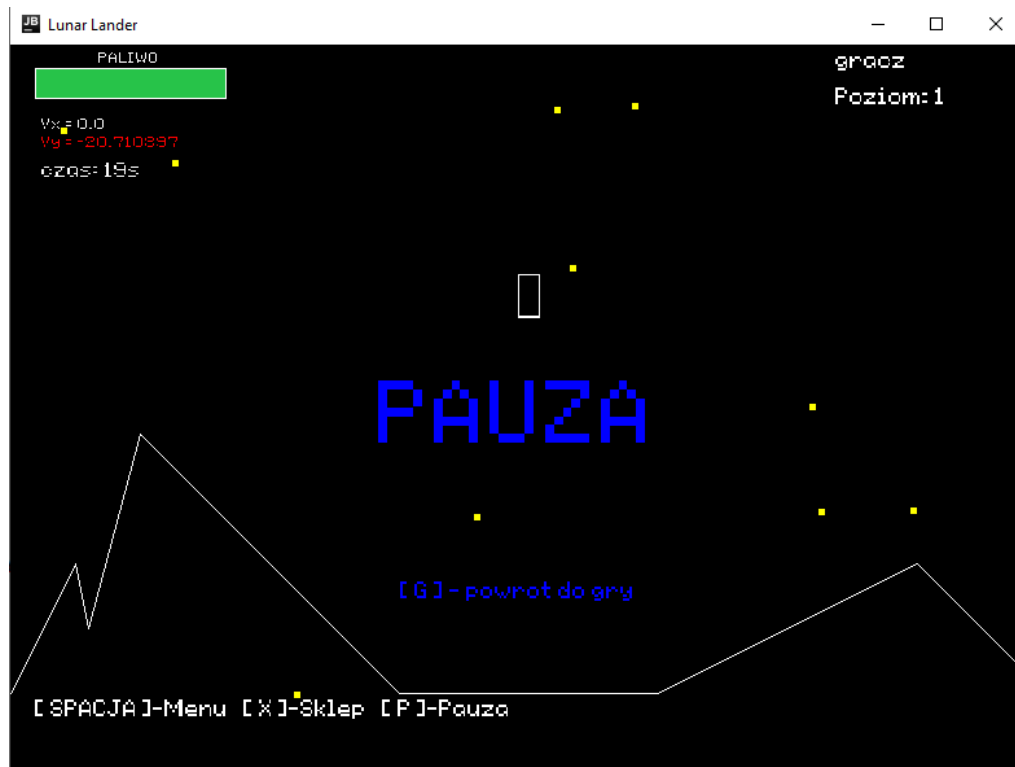 JB Lunar Lander
PALIWO
gracz
Poziom:1
Vx = 0.0
Vy = -20.710897
czas: 19s
PAUZA
[G]-powrot do gry
[SPACJA]-Menu [X]-Sklep [P]-Pauza